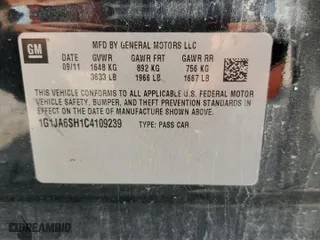 GM
MFD BY GENERAL MOTORS LLC
DATE GVWR GAWR FRT GAWR RR
09/11 1648 KG 892 KG 756 KG
3633 LB 1966 LB 1667 LB
THIS VEHICLE CONFORMS TO ALL APPLICABLE U.S. FEDERAL MOTOR
VEHICLE SAFETY, BUMPER, AND THEFT PREVENTION STANDARDS
IN EFFECT ON THE DATE OF MANUFACTURE SHOWN ABOVE.
1G1JA6SH1C4109239 TYPE: PASS CAR
DREAMBID